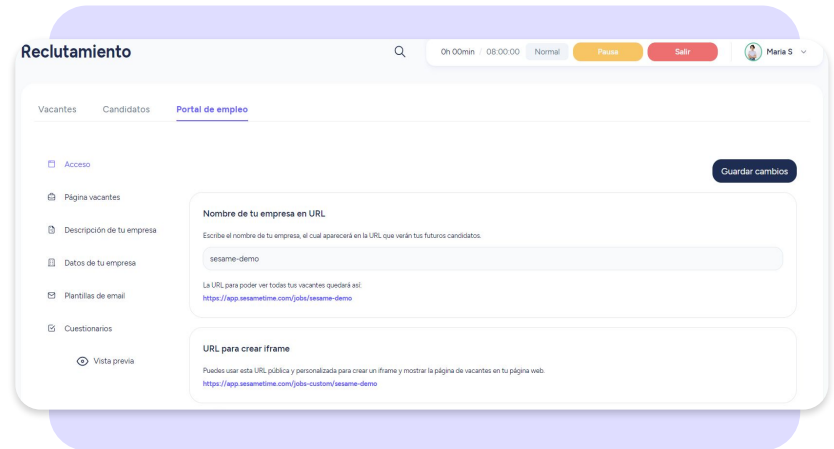 Reclutamiento
0h 00min / 08:00:00 Normal Pausa Salir Maria S
Vacantes Candidatos Portal de empleo
Acceso
Guardar cambios
Página vacantes
Descripción de tu empresa
Datos de tu empresa
Plantillas de email
Cuestionarios
Vista previa
Nombre de tu empresa en URL
Escribe el nombre de tu empresa, el cual aparecerá en la URL que verán tus futuros candidatos.
sesame-demo
La URL para poder ver todas tus vacantes quedará así:
https://app.sesametime.com/jobs/sesame-demo
URL para crear iframe
Puedes usar esta URL pública y personalizada para crear un iframe y mostrar la página de vacantes en tu página web.
https://app.sesametime.com/jobs-custom/sesame-demo